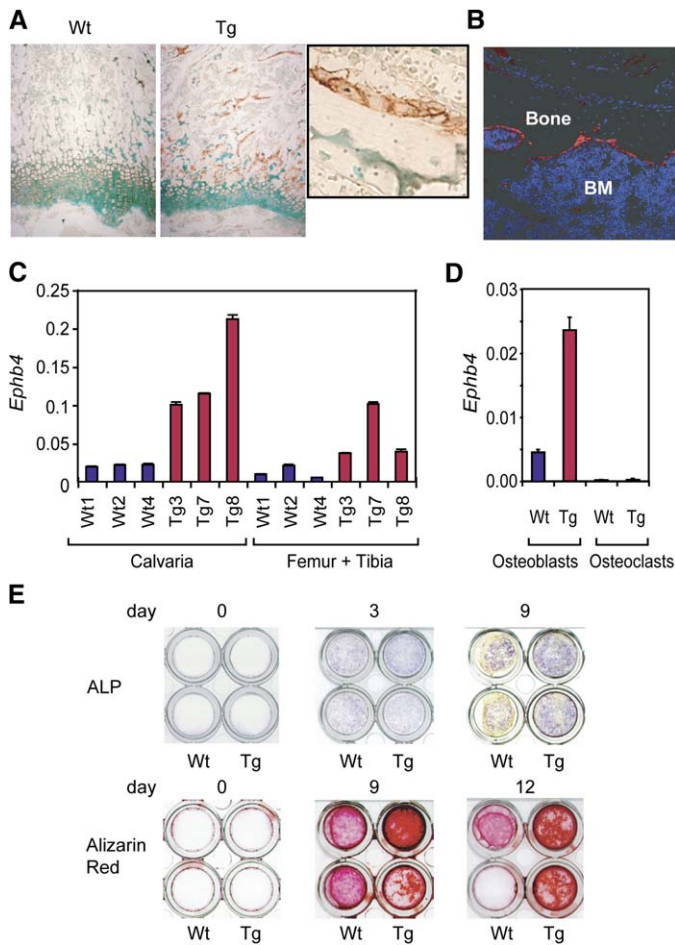 A
Wt Tg
B
Bone
BM
C
Ephb4
0.25
0.2
0.15
0.1
0.05
0
Wt1 Wt2 Wt4 Tg3 Tg7 Tg8 Wt1 Wt2 Wt4 Tg3 Tg7 Tg8
Calvaria Femur + Tibia
D
Ephb4
0.03
0.02
0.01
0.00
Wt Tg Wt Tg
Osteoblasts Osteoclasts
E
day 0 3 9
ALP
Wt Tg Wt Tg Wt Tg
day 0 9 12
Alizarin
Red
Wt Tg Wt Tg Wt Tg